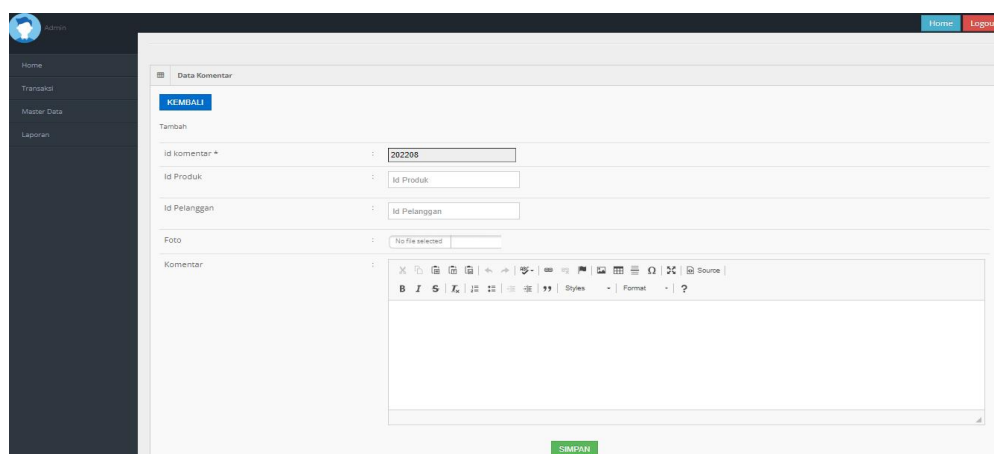 Admin
Home Logou
Home
Transaksi
Master Data
Laporan
Data Komentar
KEMBALI
Tambah
id komentar * : 202208
Id Produk : Id Produk
Id Pelanggan : Id Pelanggan
Foto : No file selected
Komentar :
Source
B I S Tx Styles Format ?
SIMPAN